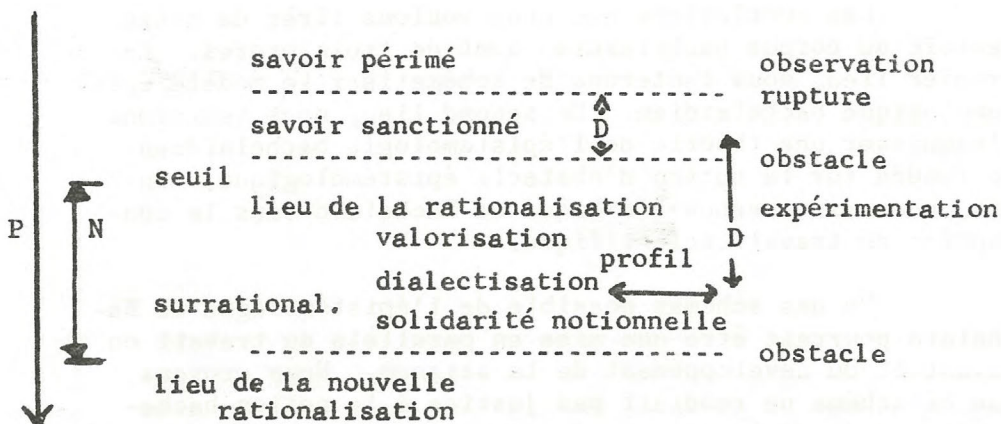 savoir périmé observation
rupture
savoir sanctionné D
obstacle
seuil
lieu de la rationalisation expérimentation
P N valorisation D
profil
dialectisation
surrational.
solidarité notionnelle
obstacle
lieu de la nouvelle
rationalisation